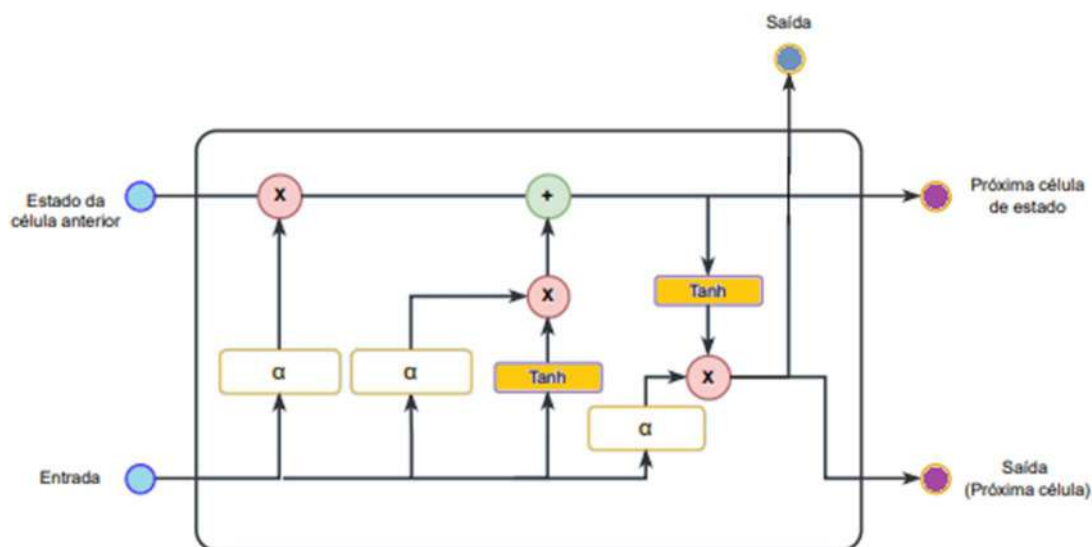 Saída
Estado da
célula anterior
x
+
Próxima célula
de estado
x
Tanh
α
α
Tanh
x
α
Entrada
Saída
(Próxima célula)